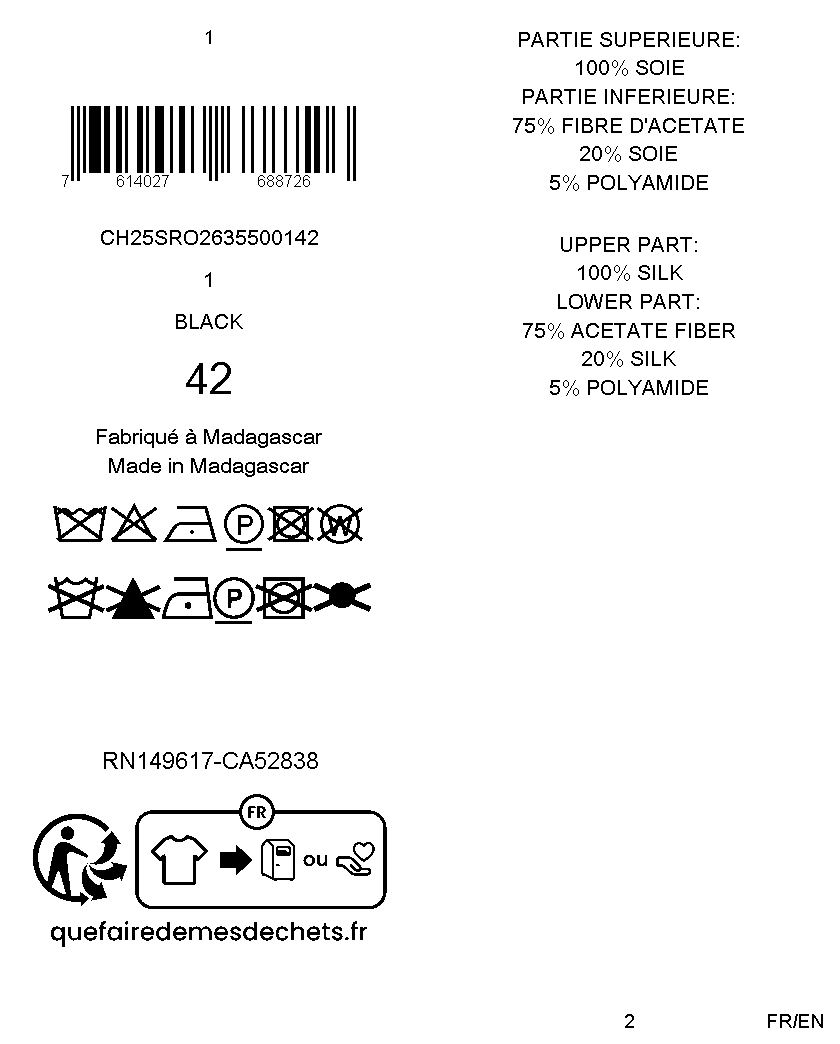 1
7 614027 688726
CH25SRO2635500142
1
BLACK
42
Fabriqué à Madagascar
Made in Madagascar
P
W
P
RN149617-CA52838
FR
ou
quefairedemesdechets.fr
PARTIE SUPERIEURE:
100% SOIE
PARTIE INFERIEURE:
75% FIBRE D'ACETATE
20% SOIE
5% POLYAMIDE
UPPER PART:
100% SILK
LOWER PART:
75% ACETATE FIBER
20% SILK
5% POLYAMIDE
2
FR/EN